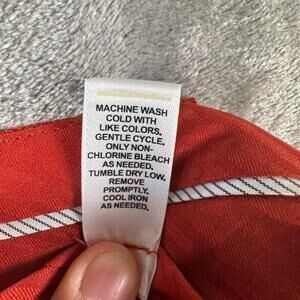 MACHINE WASH
COLD WITH
LIKE COLORS.
GENTLE CYCLE.
ONLY NON-
CHLORINE BLEACH
AS NEEDED.
TUMBLE DRY LOW.
REMOVE
PROMPTLY.
COOL IRON
AS NEEDED.